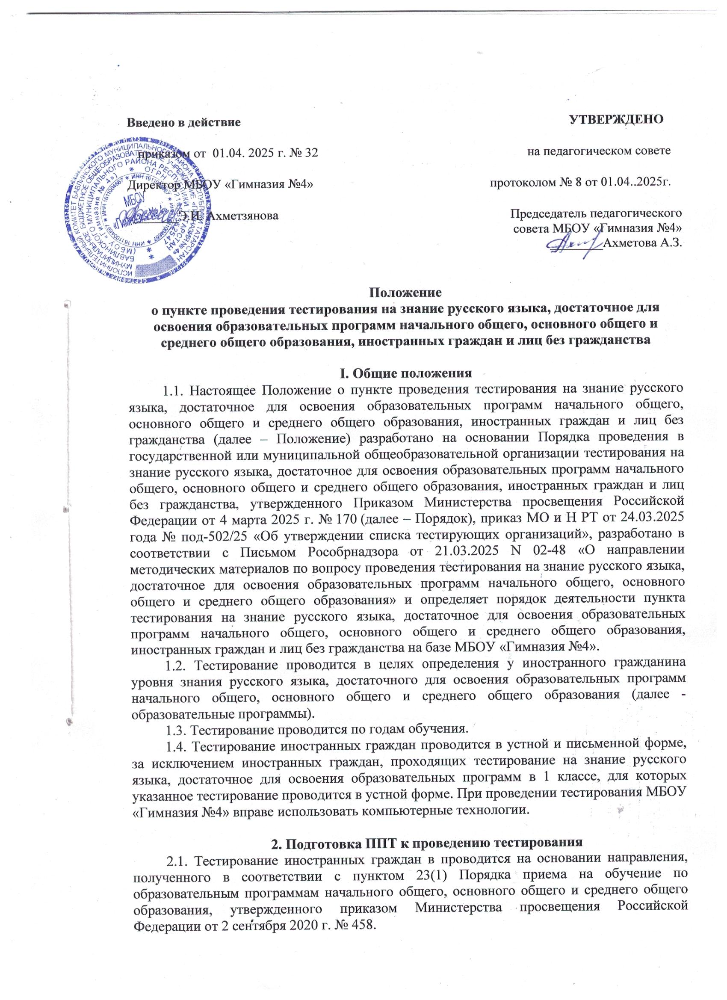 Введено в действие
УТВЕРЖДЕНО
приказом от 01.04. 2025 г. № 32
на педагогическом совете
Директор МБОУ «Гимназия №4»
протоколом № 8 от 01.04..2025г.
Э.И. Ахметзянова
Председатель педагогического
совета МБОУ «Гимназия №4»
Ахметова А.З.
МБОУ
«Гимназия № 4»
Положение
о пункте проведения тестирования на знание русского языка, достаточное для
освоения образовательных программ начального общего, основного общего и
среднего общего образования, иностранных граждан и лиц без гражданства
I. Общие положения
1.1. Настоящее Положение о пункте проведения тестирования на знание русского
языка, достаточное для освоения образовательных программ начального общего,
основного общего и среднего общего образования, иностранных граждан и лиц без
гражданства (далее – Положение) разработано на основании Порядка проведения в
государственной или муниципальной общеобразовательной организации тестирования на
знание русского языка, достаточное для освоения образовательных программ начального
общего, основного общего и среднего общего образования, иностранных граждан и лиц
без гражданства, утвержденного Приказом Министерства просвещения Российской
Федерации от 4 марта 2025 г. № 170 (далее – Порядок), приказ МО и Н РТ от 24.03.2025
года № под-502/25 «Об утверждении списка тестирующих организаций», разработано в
соответствии с Письмом Рособрнадзора от 21.03.2025 N 02-48 «О направлении
методических материалов по вопросу проведения тестирования на знание русского языка,
достаточное для освоения образовательных программ начального общего, основного
общего и среднего общего образования» и определяет порядок деятельности пункта
тестирования на знание русского языка, достаточное для освоения образовательных
программ начального общего, основного общего и среднего общего образования,
иностранных граждан и лиц без гражданства на базе МБОУ «Гимназия №4».
1.2. Тестирование проводится в целях определения у иностранного гражданина
уровня знания русского языка, достаточного для освоения образовательных программ
начального общего, основного общего и среднего общего образования (далее -
образовательные программы).
1.3. Тестирование проводится по годам обучения.
1.4. Тестирование иностранных граждан проводится в устной и письменной форме,
за исключением иностранных граждан, проходящих тестирование на знание русского
языка, достаточное для освоения образовательных программ в 1 классе, для которых
указанное тестирование проводится в устной форме. При проведении тестирования МБОУ
«Гимназия №4» вправе использовать компьютерные технологии.
2. Подготовка ППТ к проведению тестирования
2.1. Тестирование иностранных граждан в проводится на основании направления,
полученного в соответствии с пунктом 23(1) Порядка приема на обучение по
образовательным программам начального общего, основного общего и среднего общего
образования, утвержденного приказом Министерства просвещения Российской
Федерации от 2 сентября 2020 г. № 458.